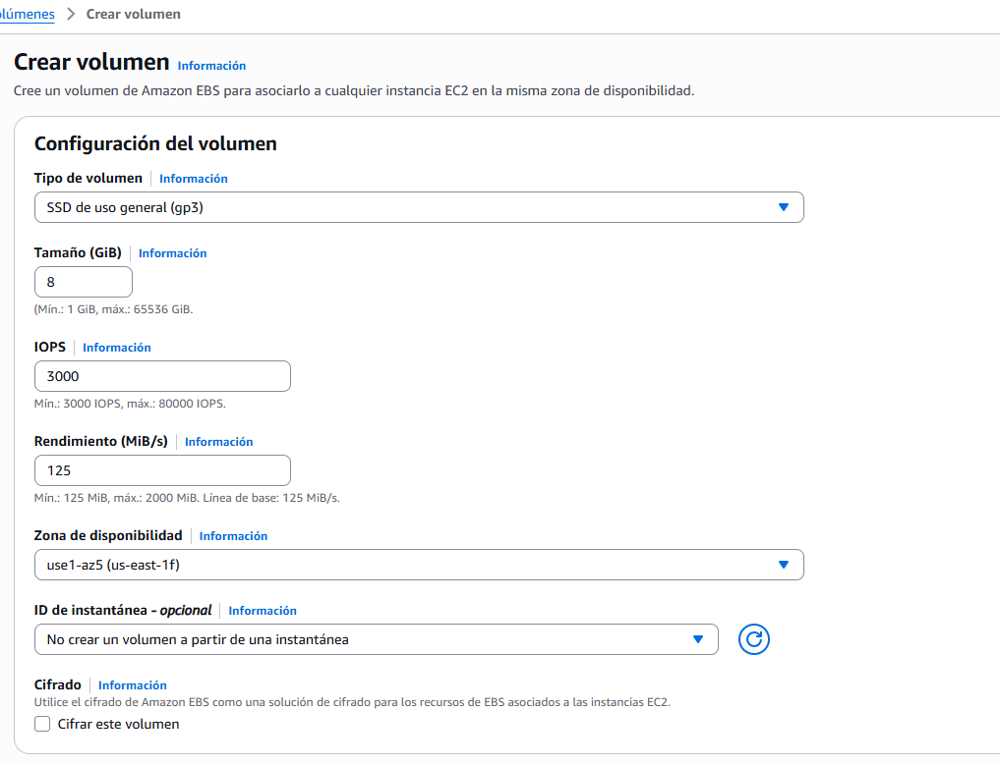 olúmenes > Crear volumen
Crear volumen Información
Cree un volumen de Amazon EBS para asociarlo a cualquier instancia EC2 en la misma zona de disponibilidad.
Configuración del volumen
Tipo de volumen | Información
SSD de uso general (gp3)
Tamaño (GiB) | Información
8
(Mín.: 1 GiB, máx.: 65536 GiB.
IOPS | Información
3000
Mín.: 3000 IOPS, máx.: 80000 IOPS.
Rendimiento (MiB/s) | Información
125
Mín.: 125 MiB, máx.: 2000 MiB. Línea de base: 125 MiB/s.
Zona de disponibilidad | Información
use1-az5 (us-east-1f)
ID de instantánea - opcional | Información
No crear un volumen a partir de una instantánea
Cifrado | Información
Utilice el cifrado de Amazon EBS como una solución de cifrado para los recursos de EBS asociados a las instancias EC2.
Cifrar este volumen